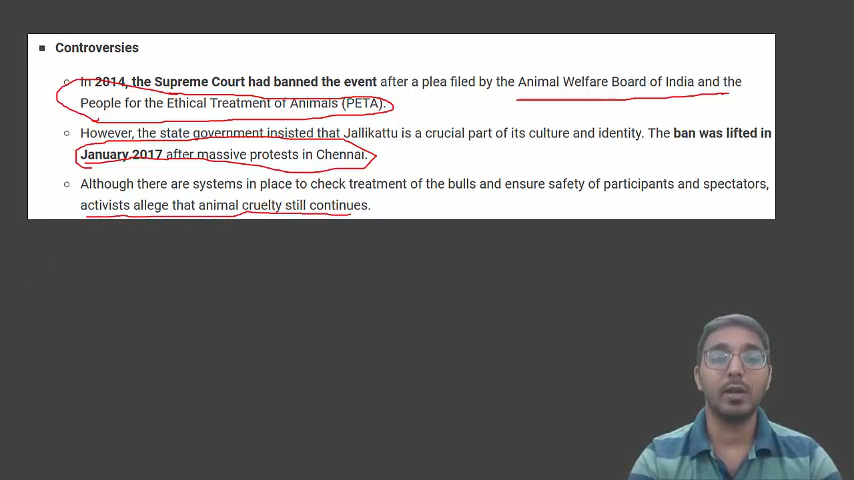 Controversies
In 2014, the Supreme Court had banned the event after a plea filed by the Animal Welfare Board of India and the
People for the Ethical Treatment of Animals (PETA).
However, the state government insisted that Jallikattu is a crucial part of its culture and identity. The ban was lifted in
January 2017 after massive protests in Chennai.
Although there are systems in place to check treatment of the bulls and ensure safety of participants and spectators,
activists allege that animal cruelty still continues.